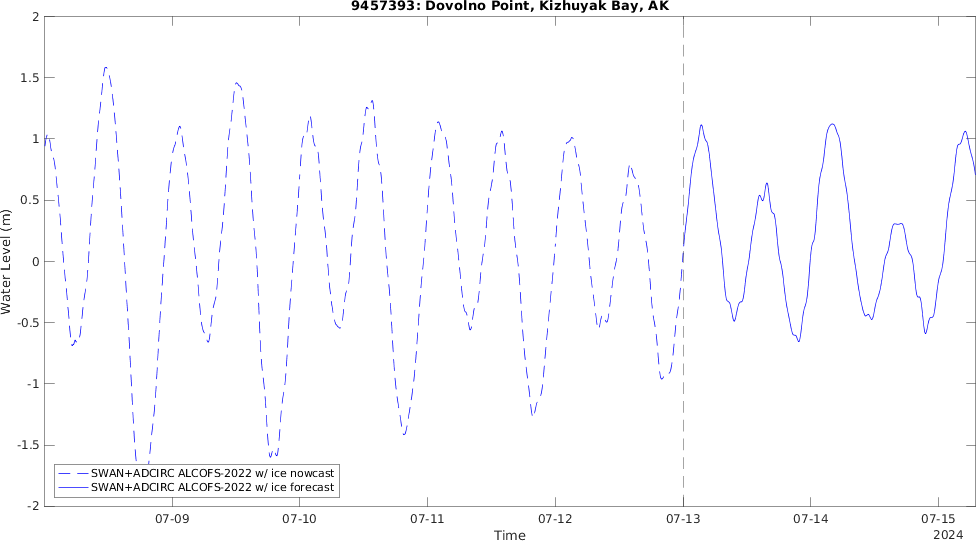 9457393: Dovolno Point, Kizhuyak Bay, AK
2
1.5
1
0.5
0
-0.5
-1
-1.5
-2
Water Level (m)
SWAN+ADCIRC ALCOFS-2022 w/ ice nowcast
SWAN+ADCIRC ALCOFS-2022 w/ ice forecast
07-09 07-10 07-11 07-12 07-13 07-14 07-15
Time
2024